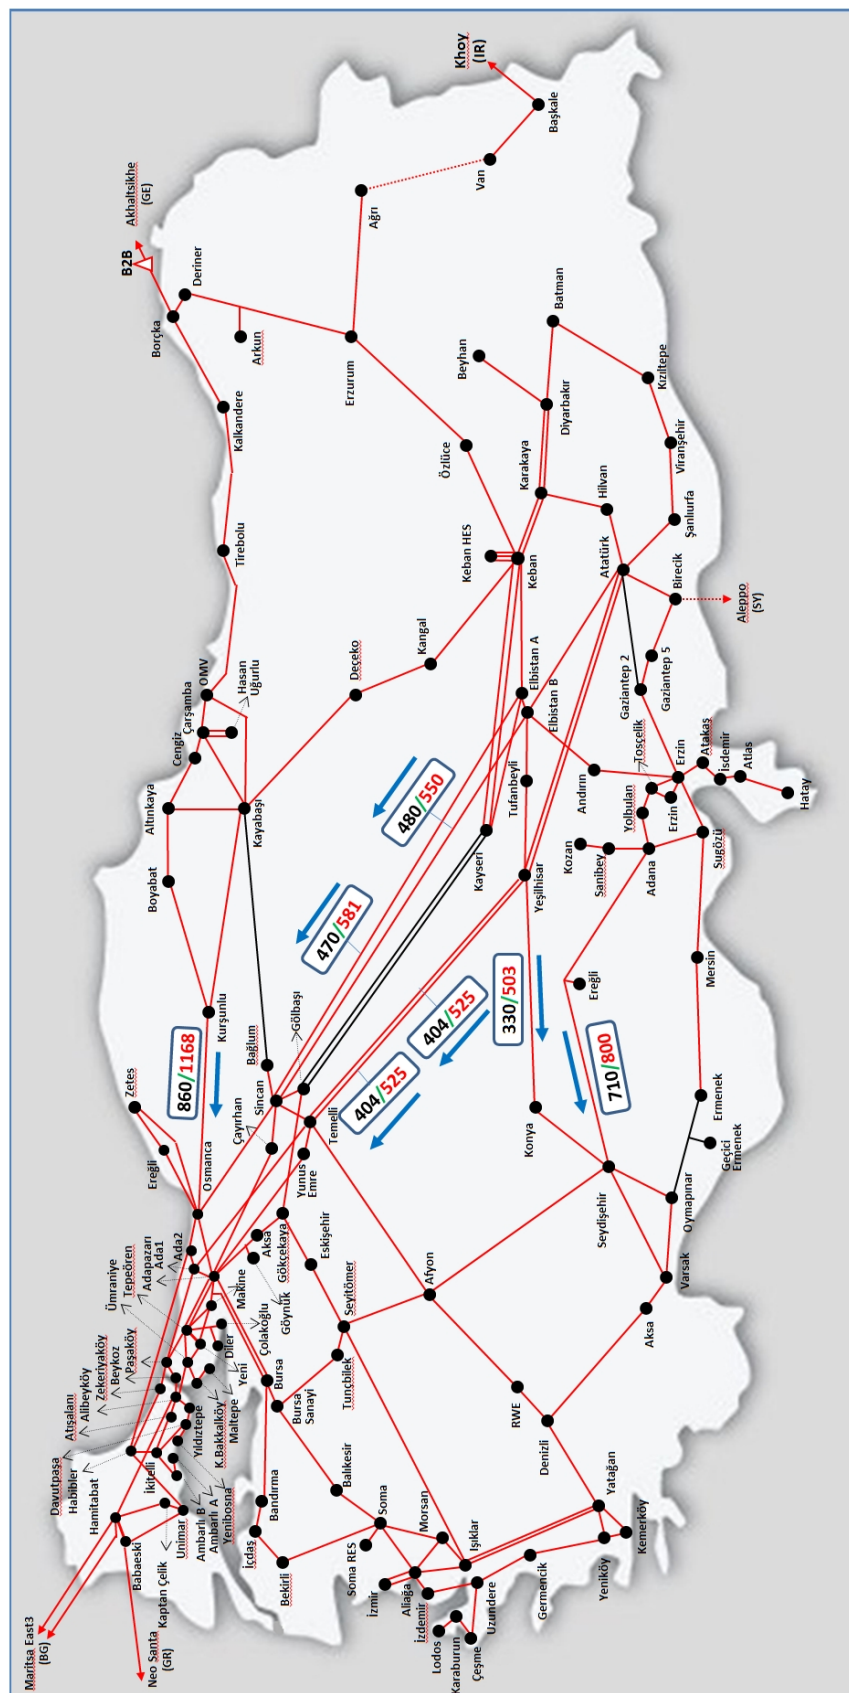 Khoy
(IR)
Başkale
Van
Ağrı
Akhaltsikhe
(GE)
B2B
Deriner
Borçka
Arkun
Erzurum
Kalkandere
Batman
Beyhan
Kızıltepe
Diyarbakır
Özlüce
Viranşehir
Karakaya
Hilvan
Şanlıurfa
Tirebolu
Keban HES
Keban
Atatürk
Birecik
Aleppo
(SY)
Gaziantep 5
Gaziantep 2
Kangal
Deçeko
OMV
Hasan
Uğurlu
Çarşamba
Cengiz
Elbistan A
Elbistan B
Toşçelik
Erzin
Atakaş
İsdemir
Atlas
Hatay
Andırın
Tufanbeyli
Yolbulan
Erzin
Altınkaya
Kayabaşı
480/550
Kayseri
Kozan
Sanibey
Adana
Sugözü
Yeşilhisar
Boyabat
470/581
Mersin
Ereğli
Kurşunlu
330/503
404/525
Gölbaşı
Bağlum
860/1168
Zetes
Sincan
404/525
710/800
Ermenek
Geçici
Ermenek
Temelli
Konya
Çayırhan
Ereğli
Osmanca
Yunus
Emre
Seydişehir
Oymapınar
Gökçekaya
Aksa
Eskişehir
Varsak
Aksa
Afyon
Ümraniye
Tepeören
Adapazarı
Ada1
Ada2
Makine
Çolakoğlu
Göynük
Seyitömer
Tunçbilek
Diler
Yeni
Bursa
Bursa
Sanayi
Zekeriyaköy
Beykoz
Paşaköy
Atışalanı
Alibeyköy
K.Bakkalköy
Maltepe
Yıldıztepe
RWE
Denizli
Davutpaşa
Habibler
Hamitabat
İkitelli
Balıkesir
Bandırma
Soma
Morsan
Işıklar
Yatağan
Kemerköy
Yeniköy
Germencik
Ambarlı B
Ambarlı A
Yenibosna
Unimar
Kaptan Çelik
Babaeski
İçdaş
Bekirli
Soma RES
İzmir
Aliağa
İzdemir
Uzundere
Lodos
Karaburun
Çeşme
Maritsa East3
(BG)
Neo Santa
(GR)